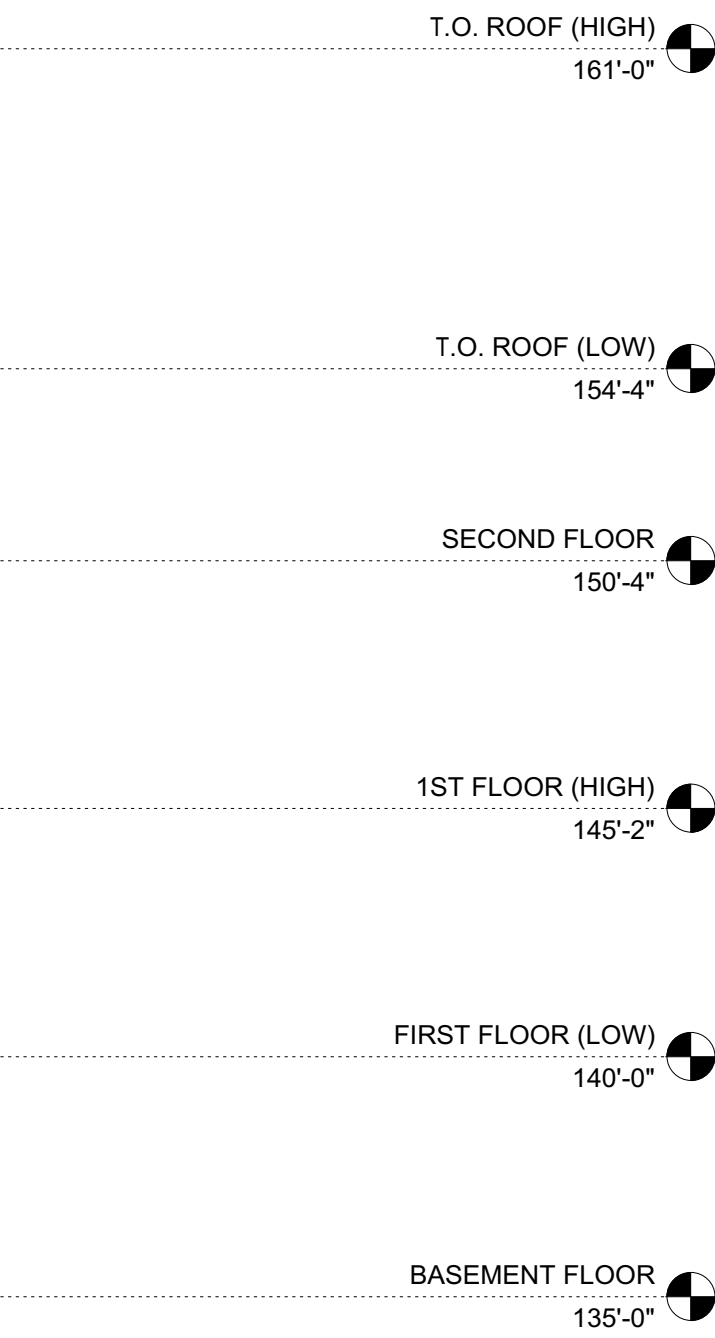 T.O. ROOF (HIGH)
161'-0"
T.O. ROOF (LOW)
154'-4"
SECOND FLOOR
150'-4"
1ST FLOOR (HIGH)
145'-2"
FIRST FLOOR (LOW)
140'-0"
BASEMENT FLOOR
135'-0"